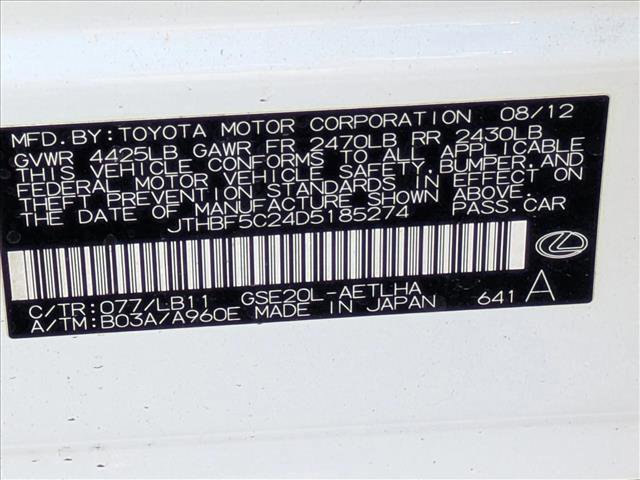 MFD.BY:TOYOTA MOTOR CORPORATION 08/12
GVWR 4425LB GAWR FR 2470LB RR 2430LB
THIS VEHICLE CONFORMS TO ALL APPLICABLE
FEDERAL MOTOR VEHICLE SAFETY,BUMPER,AND
THEFT PREVENTION STANDARDS IN EFFECT ON
THE DATE OF MANUFACTURE SHOWN ABOVE.
JTHBF5C24D5185274 PASS.CAR
C/TR:077/LB11 GSE20L-AETLHA
A/TM:B03A/A960E MADE IN JAPAN 641 A